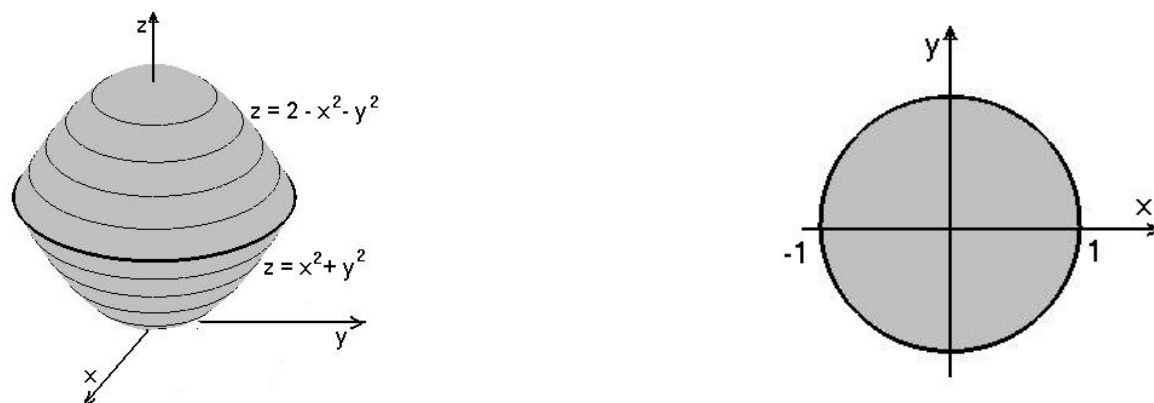 z
z = 2 - x² - y²
z = x² + y²
y
x
y
x
-1
1